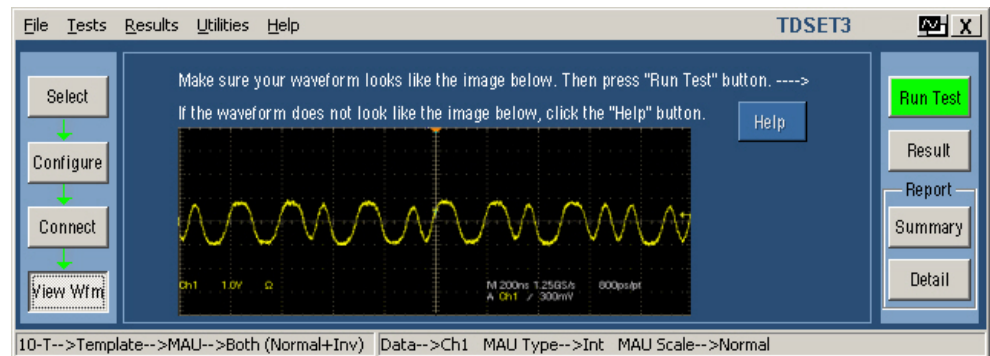 File Tests Results Utilities Help TDSET3 X
Make sure your waveform looks like the image below. Then press "Run Test" button. ---->
If the waveform does not look like the image below, click the "Help" button.
Help
Select
Configure
Connect
View Wfm
Ch1 1.0V Ω
M 200ns 1.25GS/s 800ps/pt
A Ch1 / 300mV
Run Test
Result
Report
Summary
Detail
10-T-->Template-->MAU-->Both (Normal+Inv) Data-->Ch1 MAU Type-->Int MAU Scale-->Normal